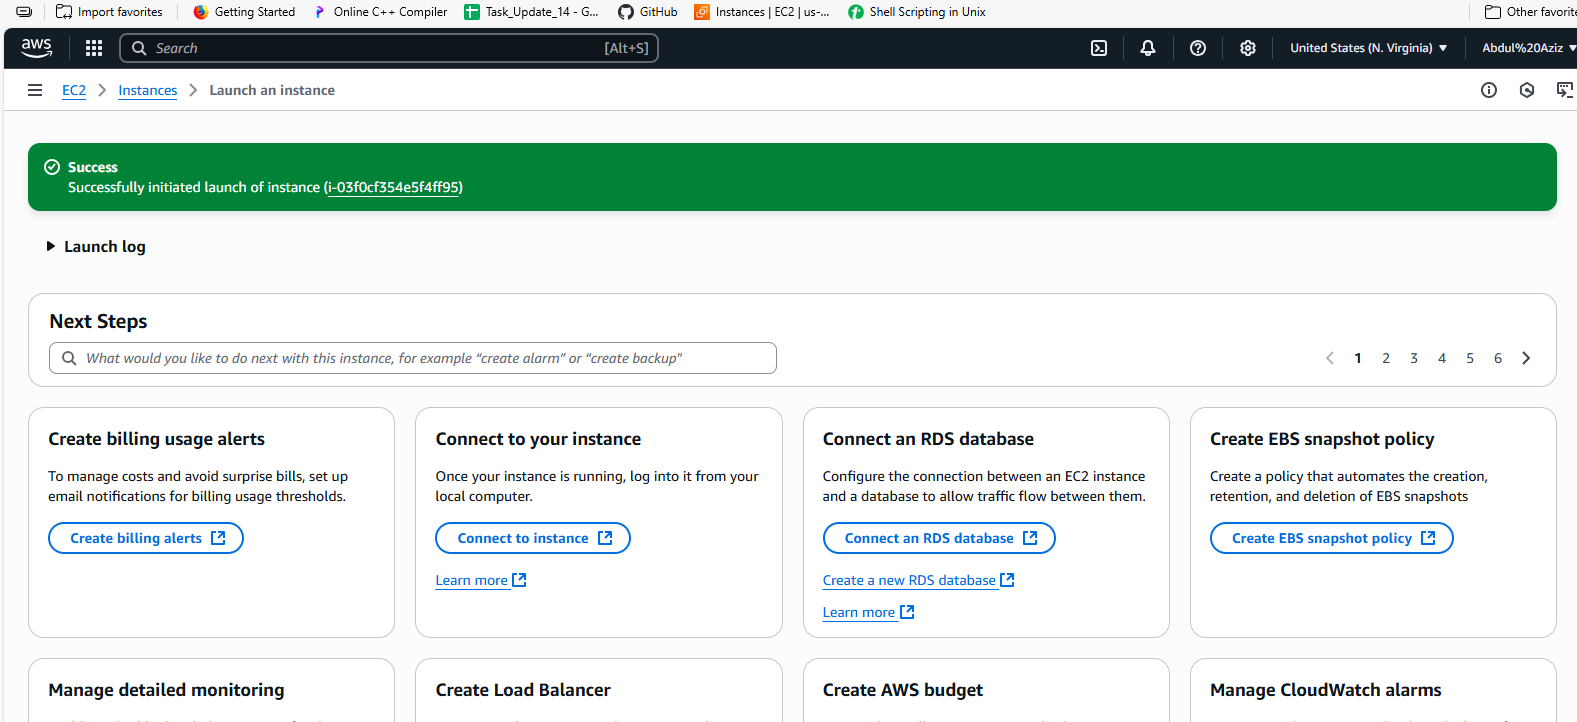 Import favorites
Getting Started
Online C++ Compiler
Task_Update_14 - G...
GitHub
Instances | EC2 | us-...
Shell Scripting in Unix
Other favorite
aws
Search
[Alt+S]
United States (N. Virginia)
Abdul%20Aziz
EC2
Instances
Launch an instance
Success
Successfully initiated launch of instance (i-03f0cf354e5f4ff95)
Launch log
Next Steps
What would you like to do next with this instance, for example “create alarm” or “create backup”
1 2 3 4 5 6
Create billing usage alerts
To manage costs and avoid surprise bills, set up
email notifications for billing usage thresholds.
Create billing alerts
Connect to your instance
Once your instance is running, log into it from your
local computer.
Connect to instance
Learn more
Connect an RDS database
Configure the connection between an EC2 instance
and a database to allow traffic flow between them.
Connect an RDS database
Create a new RDS database
Learn more
Create EBS snapshot policy
Create a policy that automates the creation,
retention, and deletion of EBS snapshots
Create EBS snapshot policy
Manage detailed monitoring
Create Load Balancer
Create AWS budget
Manage CloudWatch alarms